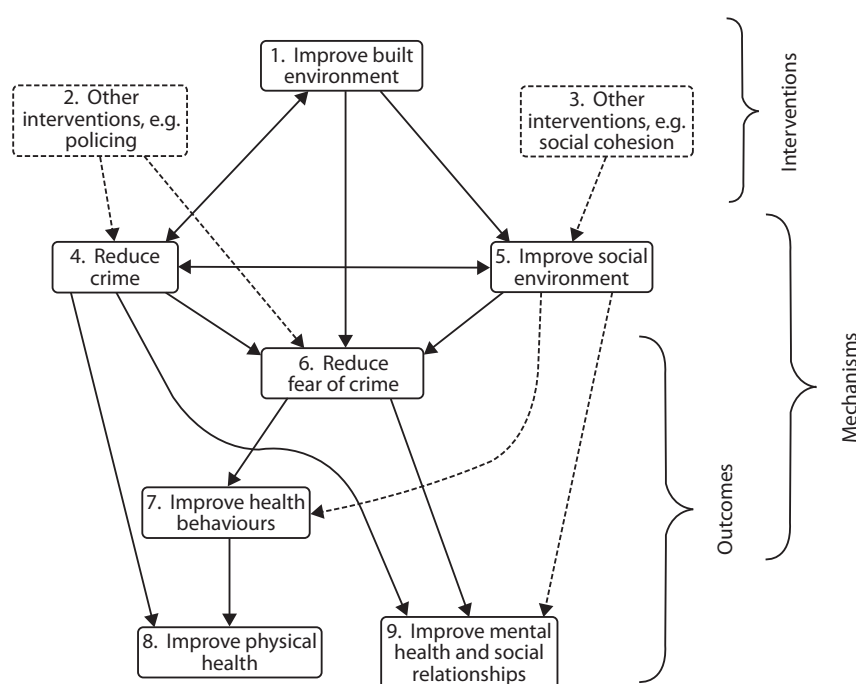 1. Improve built
environment
2. Other
interventions, e.g.
policing
3. Other
interventions, e.g.
social cohesion
Interventions
4. Reduce
crime
5. Improve social
environment
6. Reduce
fear of crime
Mechanisms
7. Improve health
behaviours
Outcomes
8. Improve physical
health
9. Improve mental
health and social
relationships